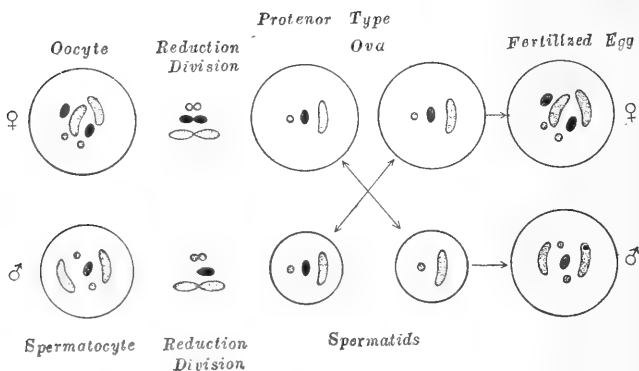 Protenor Type
Oocyte Reduction Ova Fertilized Egg
Division
♀ ♀
♂ ♂
Spermatocyte Reduction Spermatids
Division